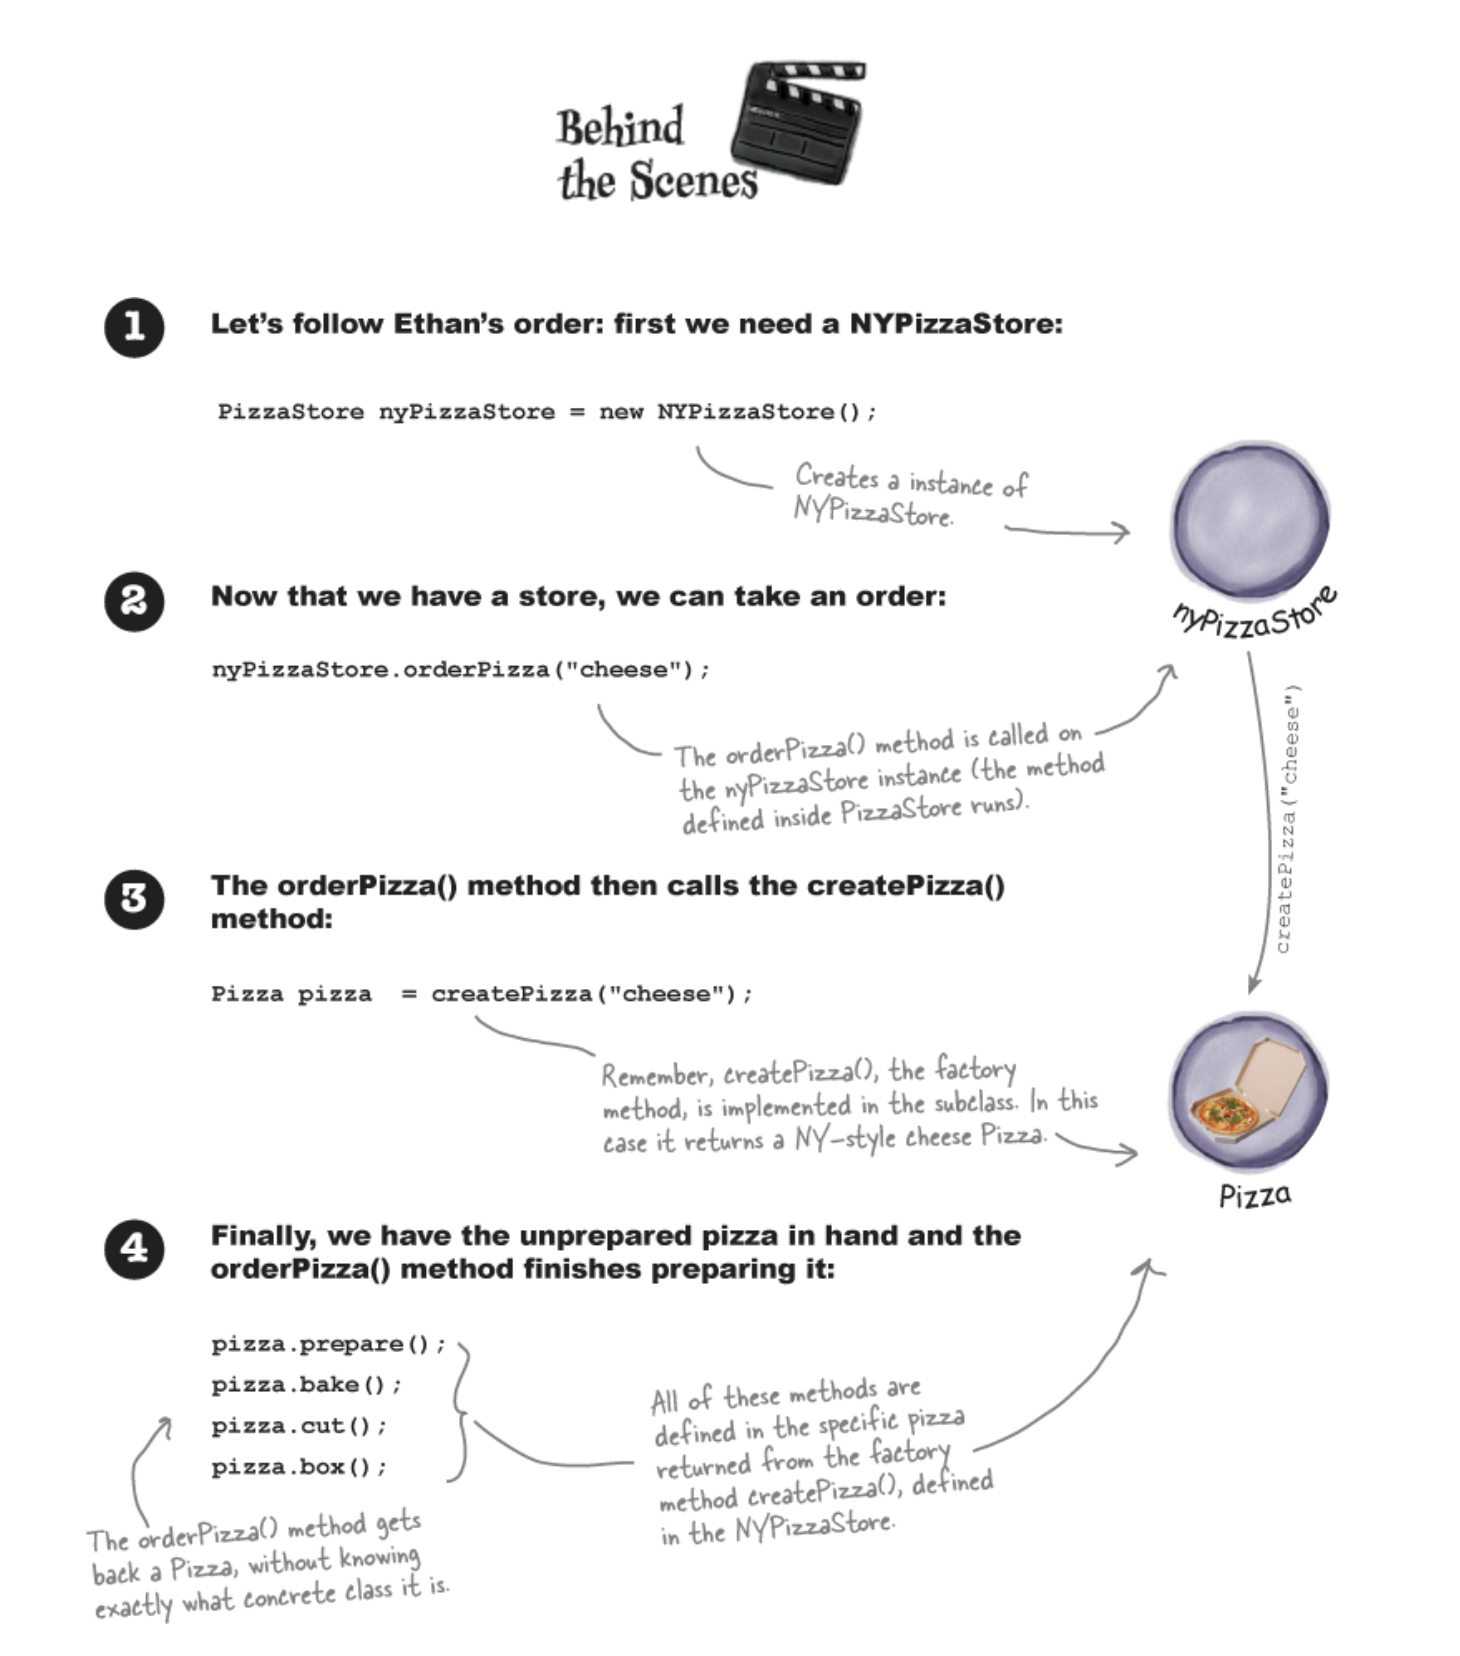 Behind
the Scenes
1
Let's follow Ethan's order: first we need a NYPizzaStore:
PizzaStore nyPizzaStore = new NYPizzaStore();
Creates a instance of
NYPizzaStore.
nyPizzaStore
2
Now that we have a store, we can take an order:
nyPizzaStore.orderPizza("cheese");
The orderPizza() method is called on
the nyPizzaStore instance (the method
defined inside PizzaStore runs).
createPizza("cheese")
3
The orderPizza() method then calls the createPizza()
method:
Pizza pizza  = createPizza("cheese");
Remember, createPizza(), the factory
method, is implemented in the subclass. In this
case it returns a NY-style cheese Pizza.
Pizza
4
Finally, we have the unprepared pizza in hand and the
orderPizza() method finishes preparing it:
pizza.prepare();
pizza.bake();
pizza.cut();
pizza.box();
All of these methods are
defined in the specific pizza
returned from the factory
method createPizza(), defined
in the NYPizzaStore.
The orderPizza() method gets
back a Pizza, without knowing
exactly what concrete class it is.